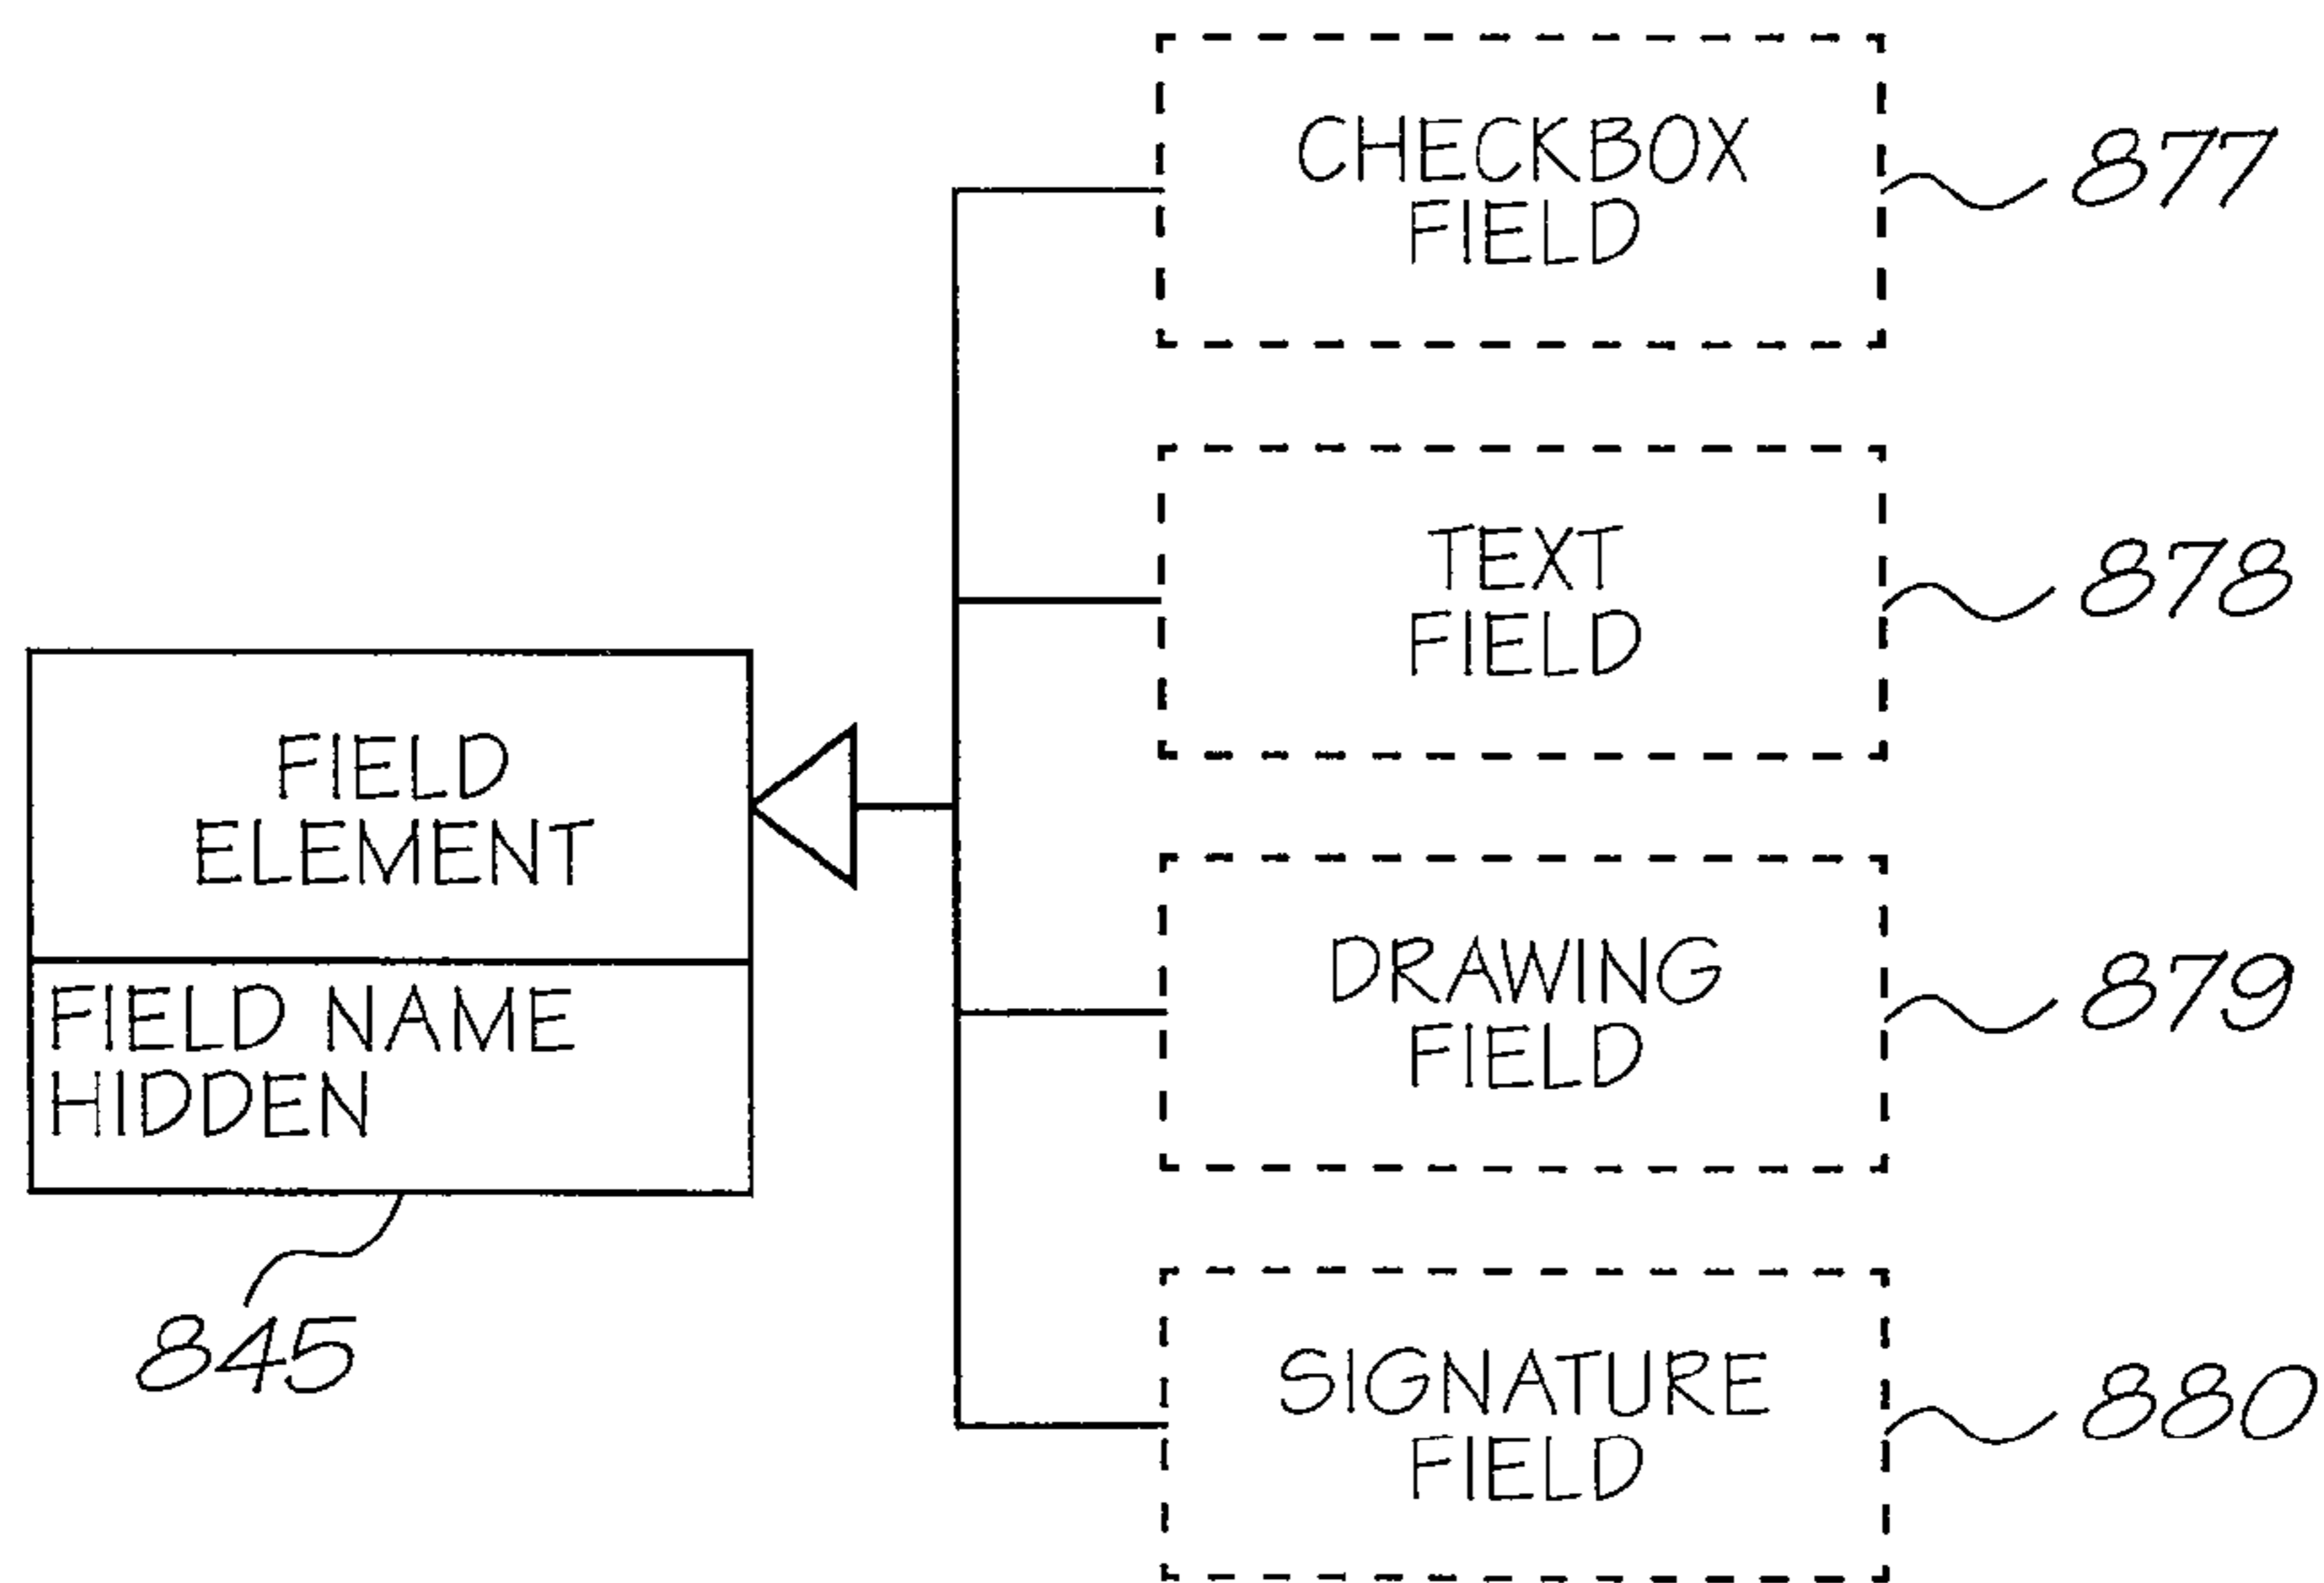 CHECKBOX
FIELD
877
TEXT
FIELD
878
FIELD
ELEMENT
FIELD NAME
HIDDEN
845
DRAWING
FIELD
879
SIGNATURE
FIELD
880